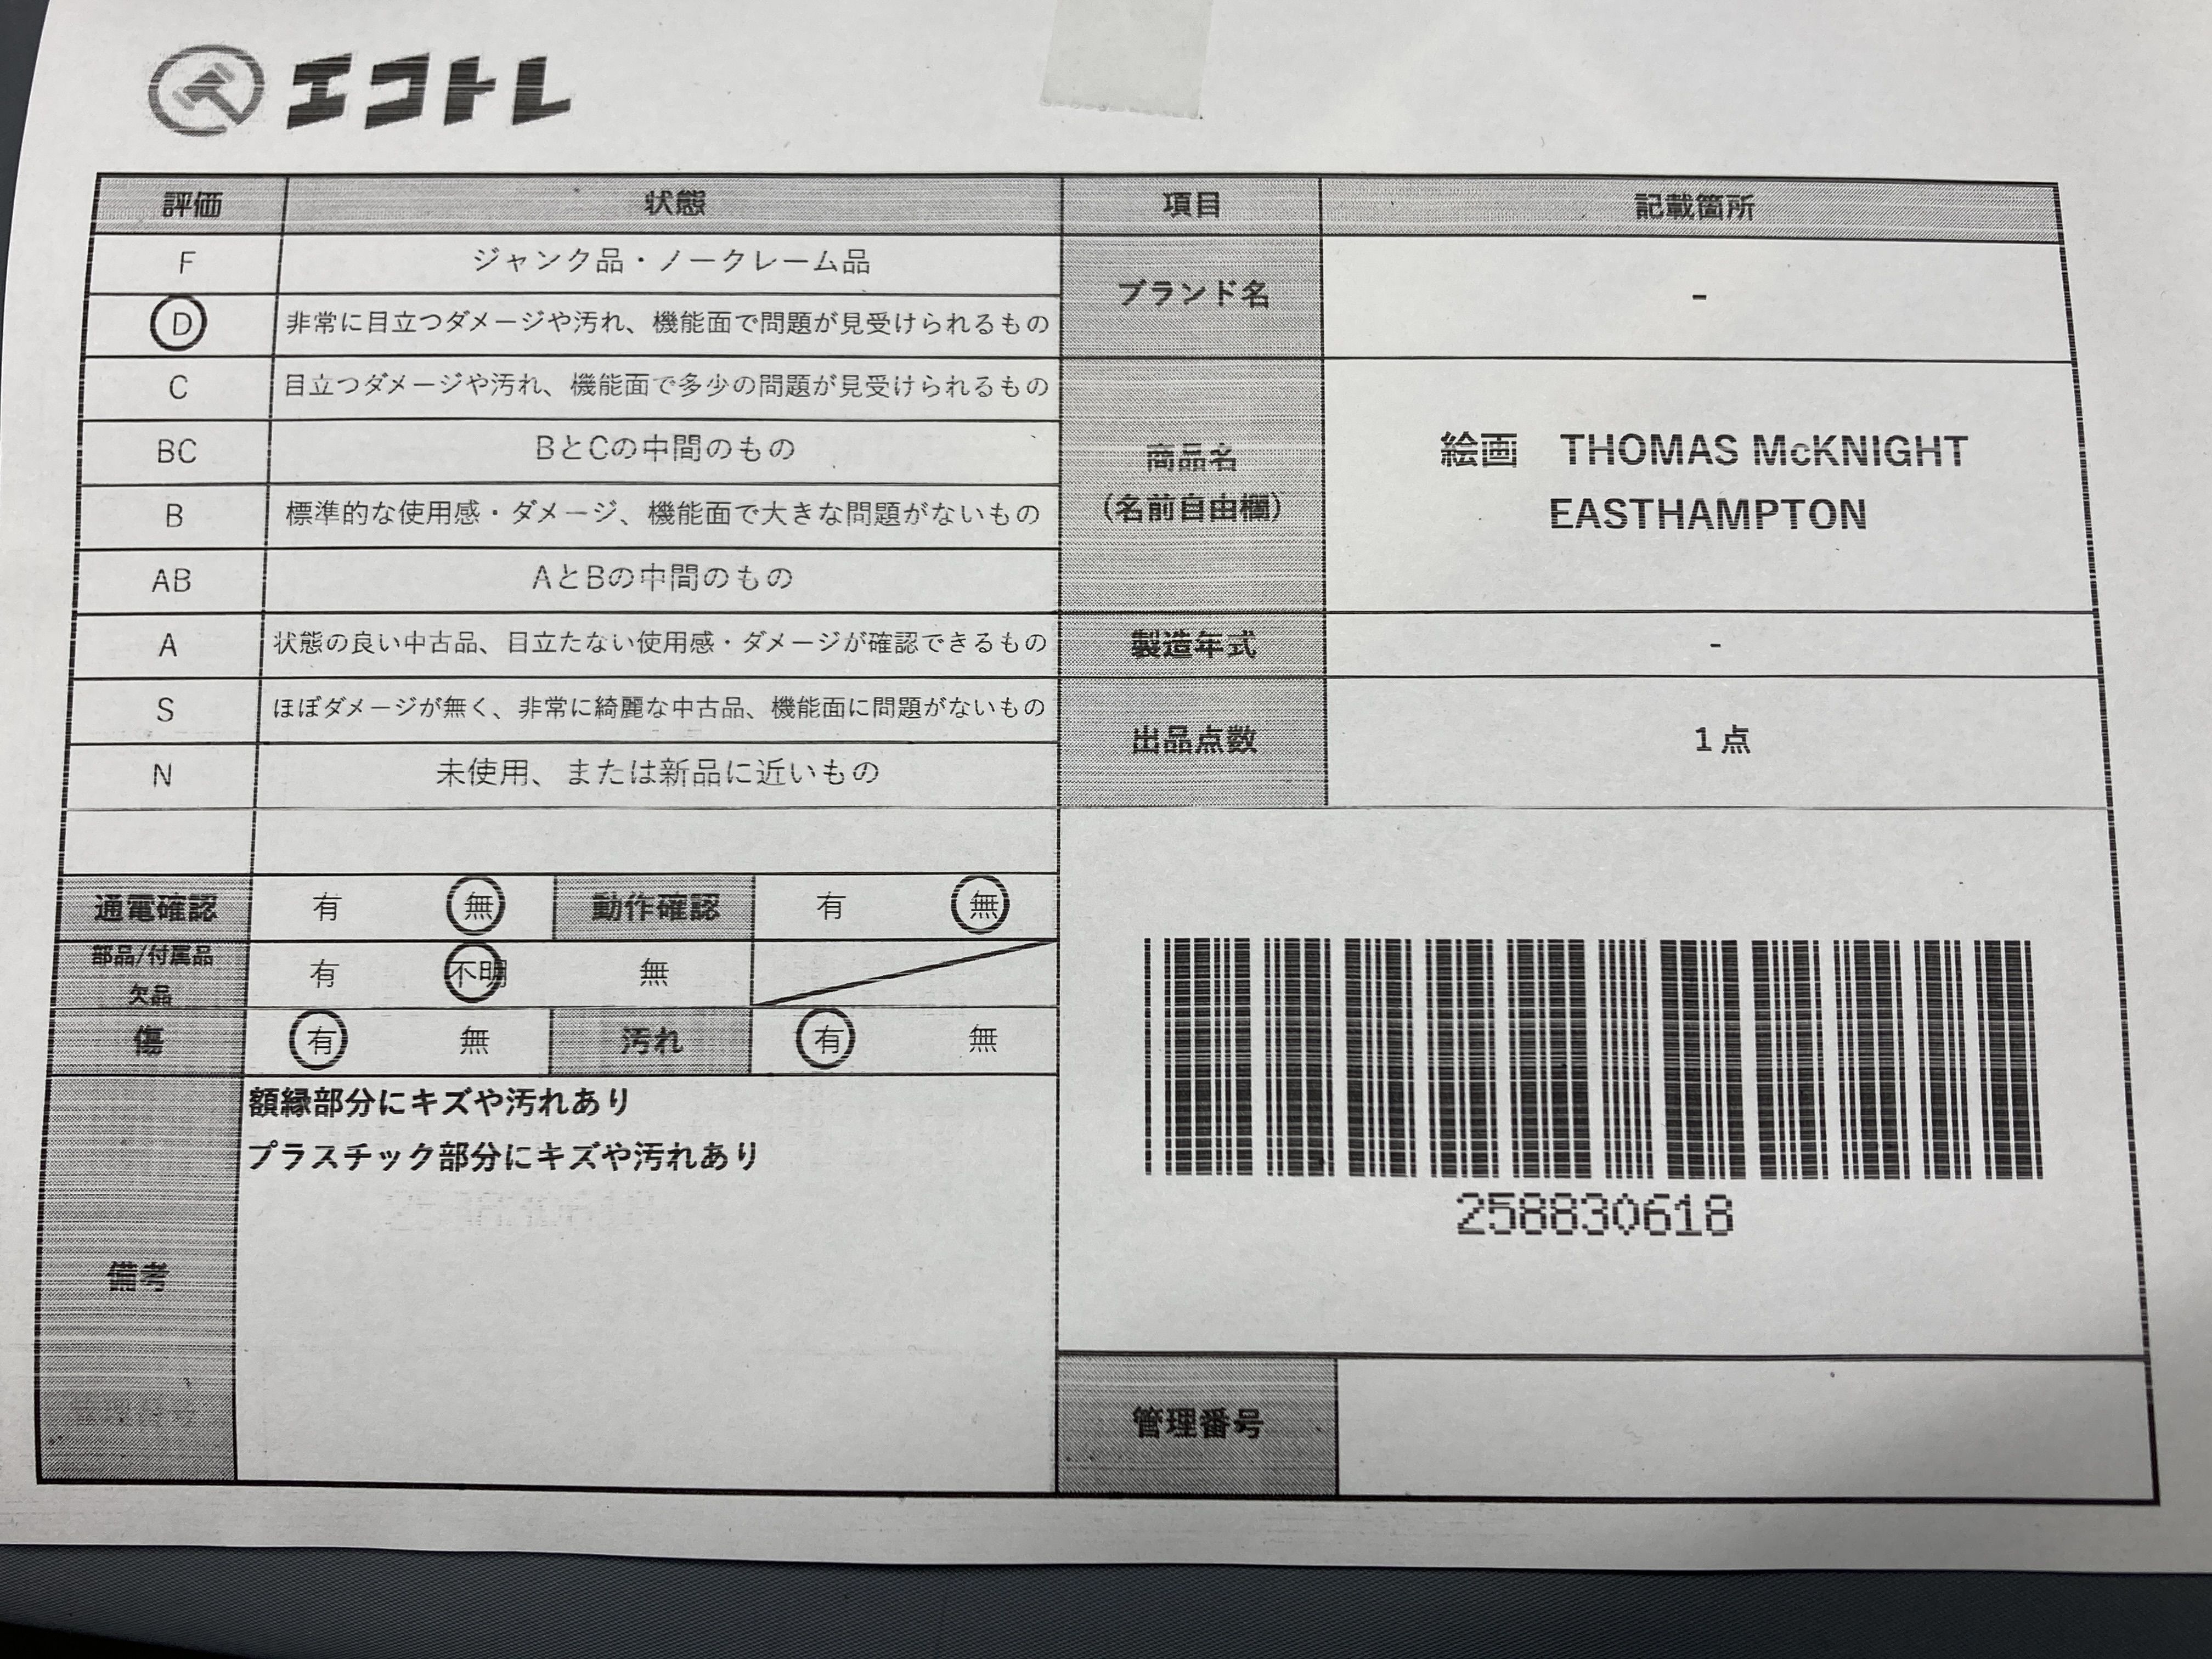 エコトレ
評価 状態 項目 記載箇所
F ジャンク品・ノークレーム品
D 非常に目立つダメージや汚れ、機能面で問題が見受けられるもの
ブランド名 -
C 目立つダメージや汚れ、機能面で多少の問題が見受けられるもの
BC BとCの中間のもの
B 標準的な使用感・ダメージ、機能面で大きな問題がないもの
AB AとBの中間のもの
商品名
(名前自由欄)
絵画 THOMAS McKNIGHT
EASTHAMPTON
A 状態の良い中古品、目立たない使用感・ダメージが確認できるもの
製造年式 -
S ほぼダメージが無く、非常に綺麗な中古品、機能面に問題がないもの
N 未使用、または新品に近いもの
出品点数 1点
通電確認 有 無 動作確認 有 無
部品/付属品
欠品
有 不明 無
傷 有 無 汚れ 有 無
備考
額縁部分にキズや汚れあり
プラスチック部分にキズや汚れあり
258830618
管理番号